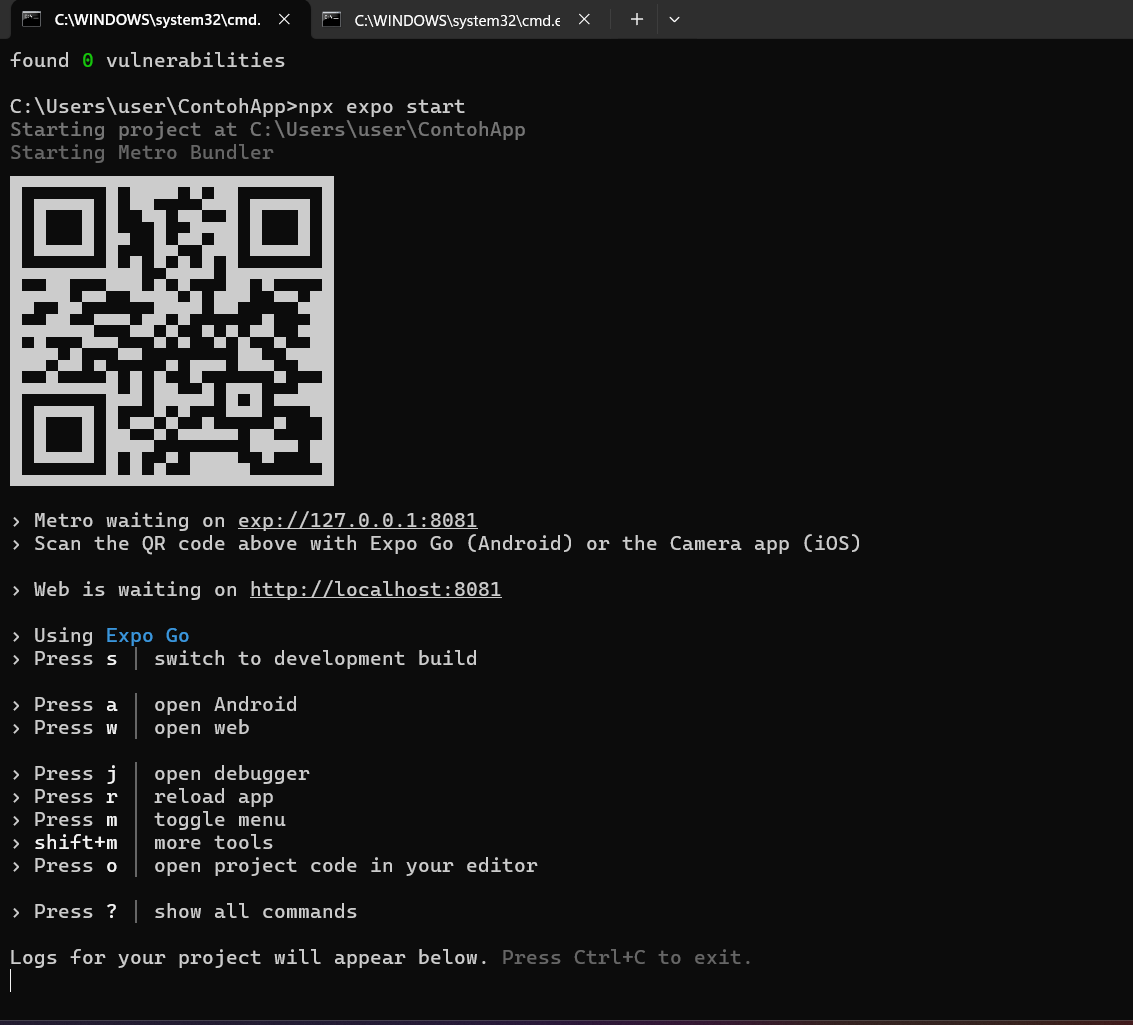 C:\WINDOWS\system32\cmd.
C:\WINDOWS\system32\cmd.e
found 0 vulnerabilities
C:\Users\user\ContohApp>npx expo start
Starting project at C:\Users\user\ContohApp
Starting Metro Bundler
› Metro waiting on exp://127.0.0.1:8081
› Scan the QR code above with Expo Go (Android) or the Camera app (iOS)
› Web is waiting on http://localhost:8081
› Using Expo Go
› Press s │ switch to development build
› Press a │ open Android
› Press w │ open web
› Press j │ open debugger
› Press r │ reload app
› Press m │ toggle menu
› shift+m │ more tools
› Press o │ open project code in your editor
› Press ? │ show all commands
Logs for your project will appear below. Press Ctrl+C to exit.